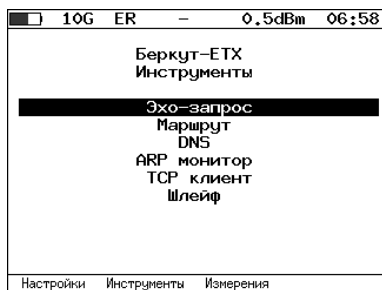 10G ER – 0.5dBm 06:58
Беркут-ETX
Инструменты
Эхо-запрос
Маршрут
DNS
ARP монитор
TCP клиент
Шлейф
Настройки Инструменты Измерения